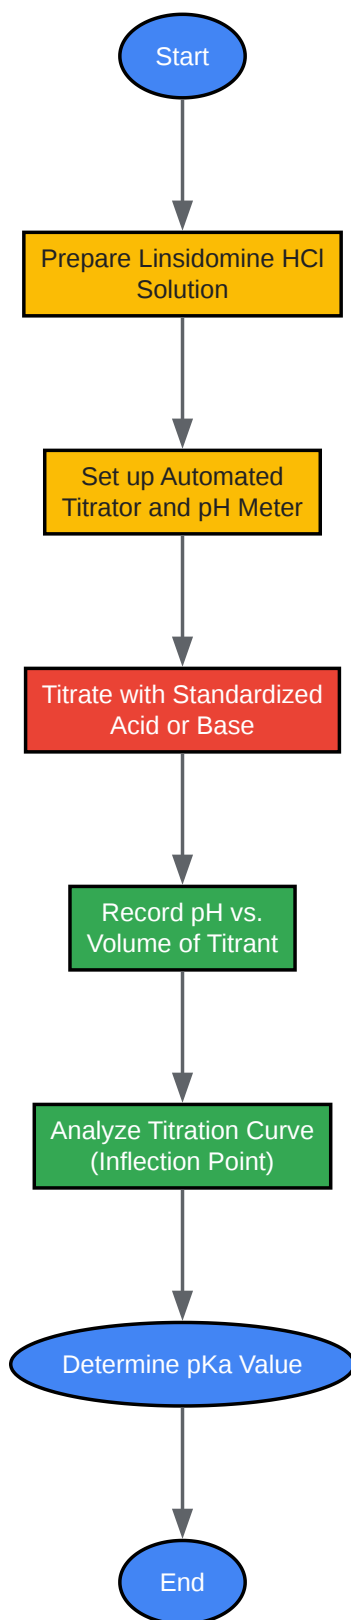 Start
Prepare Linsidomine HCl
Solution
Set up Automated
Titrator and pH Meter
Titrate with Standardized
Acid or Base
Record pH vs.
Volume of Titrant
Analyze Titration Curve
(Inflection Point)
Determine pKa Value
End